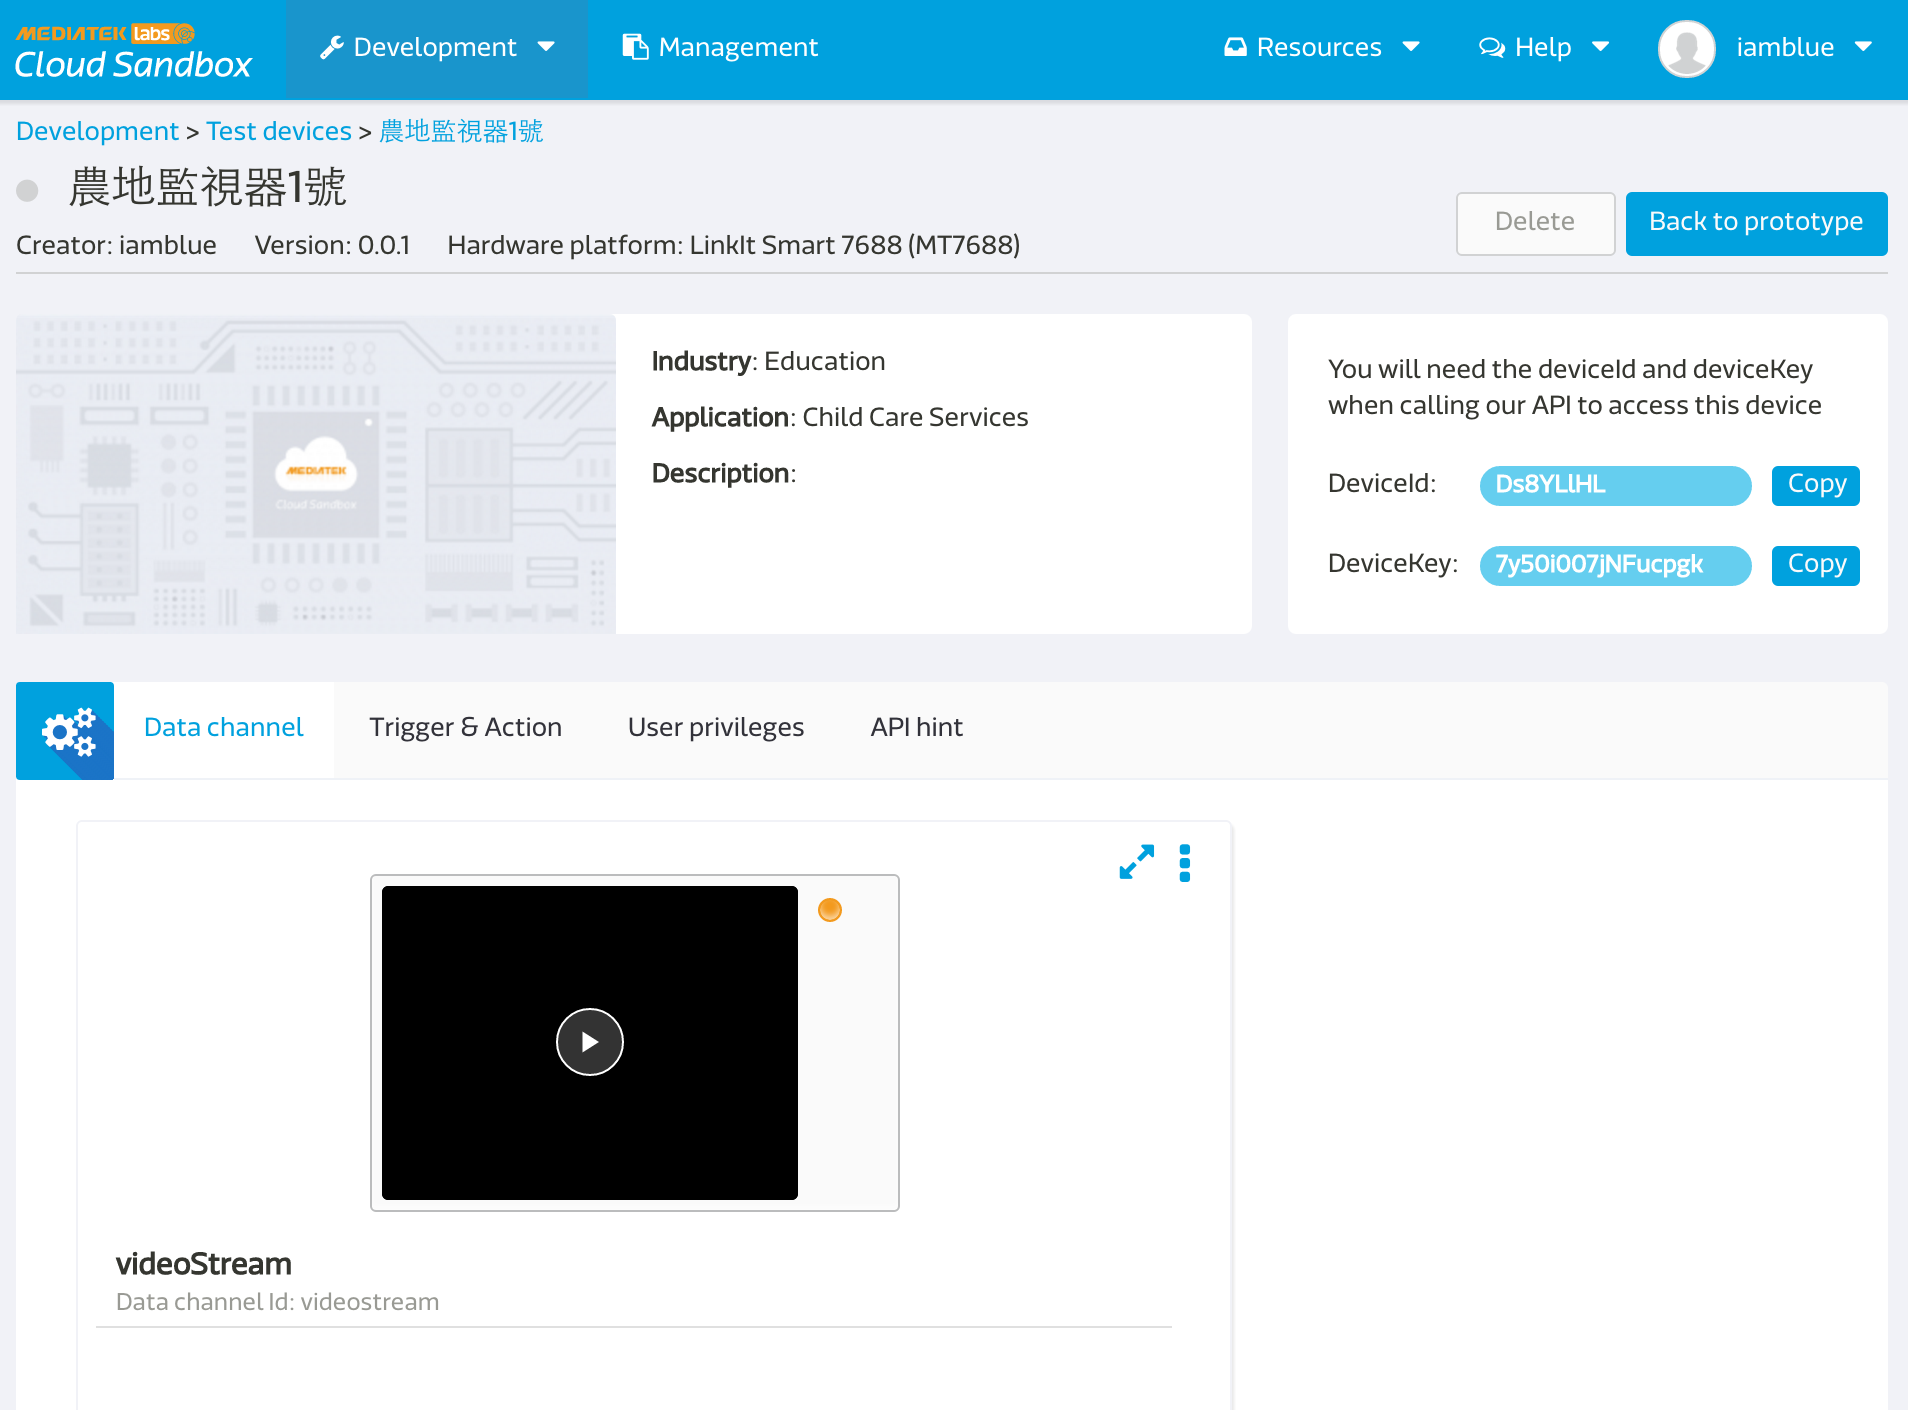 MEDIATEK labs
Cloud Sandbox
Development
Management
Resources
Help
iamblue
Development > Test devices > 農地監視器1號
農地監視器1號
Creator: iamblue Version: 0.0.1 Hardware platform: LinkIt Smart 7688 (MT7688)
Delete
Back to prototype
MEDIATEK
Cloud Sandbox
Industry: Education
Application: Child Care Services
Description:
You will need the deviceId and deviceKey
when calling our API to access this device
DeviceId: Ds8YLlHL Copy
DeviceKey: 7y50i007jNFucpgk Copy
Data channel
Trigger & Action
User privileges
API hint
videoStream
Data channel Id: videostream